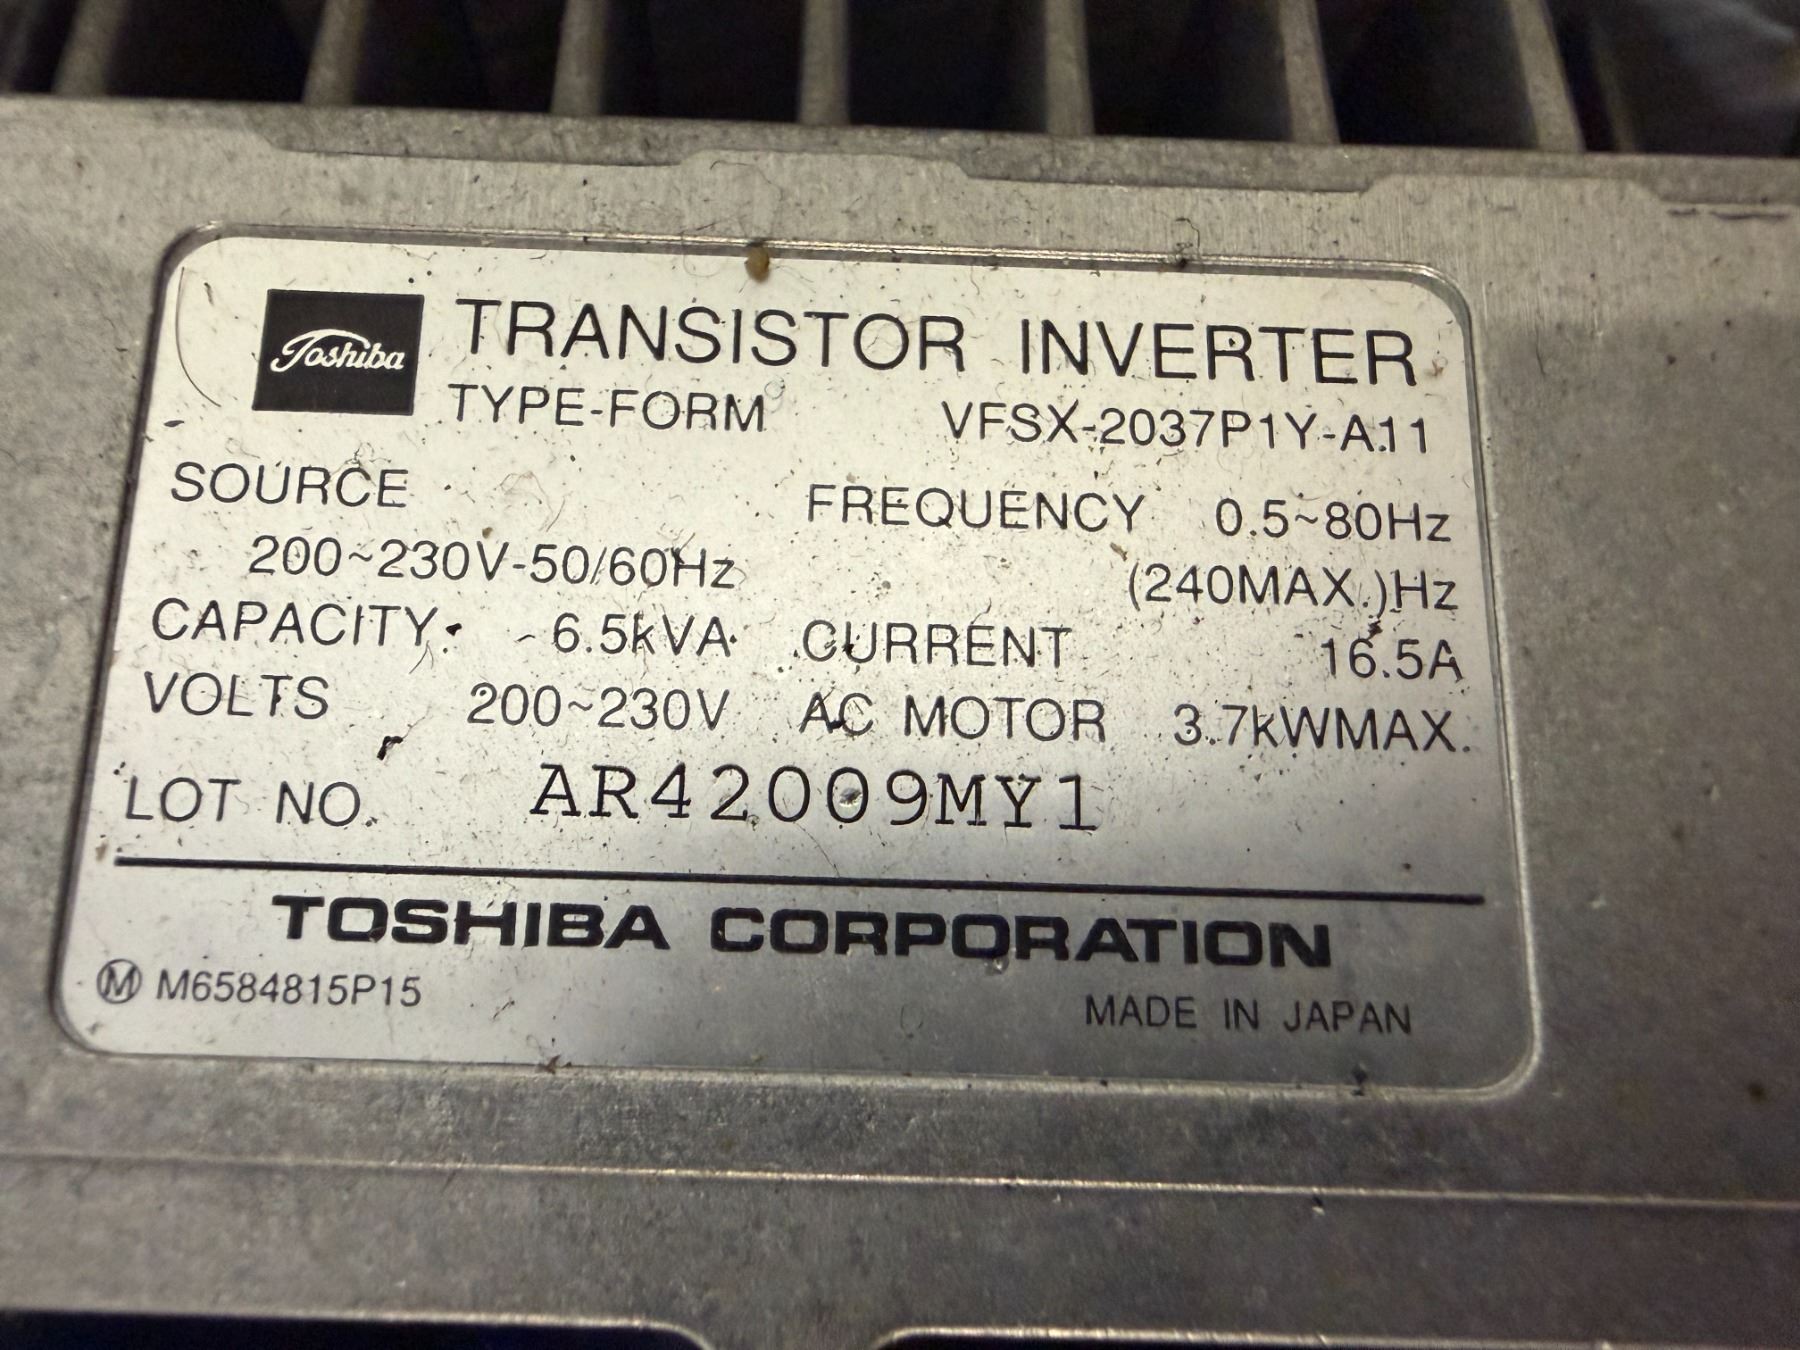 Toshiba TRANSISTOR INVERTER
TYPE-FORM VFSX-2037P1Y-A11
SOURCE FREQUENCY 0.5~80Hz
200~230V-50/60Hz (240MAX.)Hz
CAPACITY 6.5kVA CURRENT 16.5A
VOLTS 200~230V AC MOTOR 3.7kWMAX.
LOT NO. AR42009MY1
TOSHIBA CORPORATION
Ⓜ M6584815P15
MADE IN JAPAN